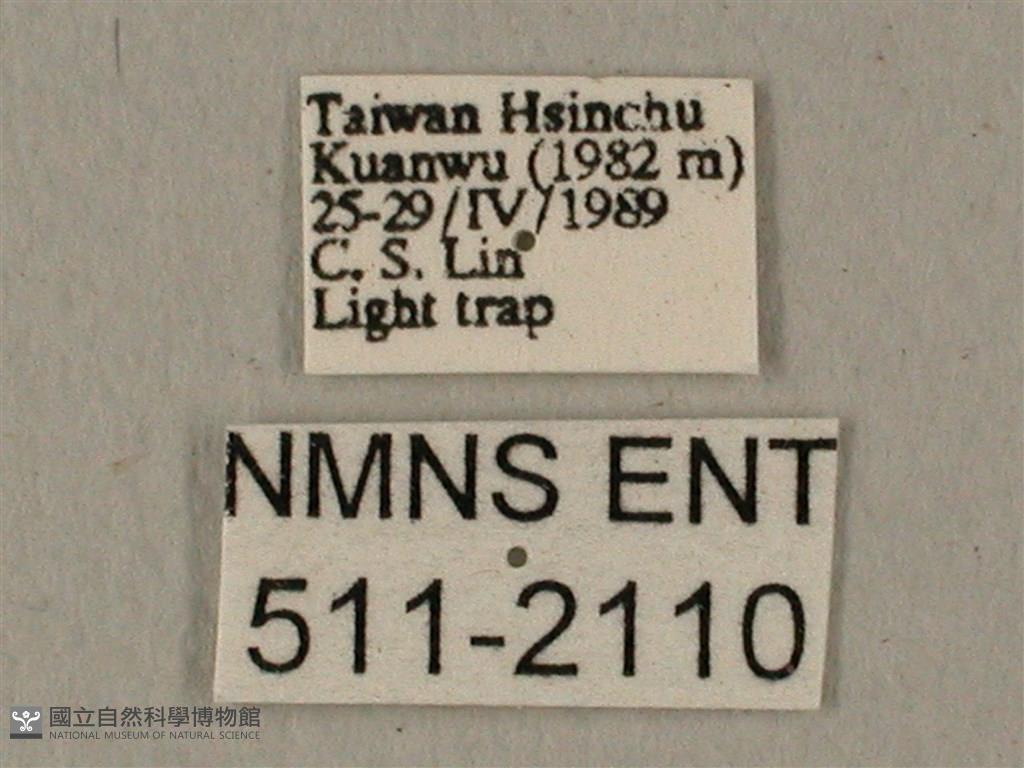 Taiwan Hsinchu
Kuanwu (1982 m)
25-29/IV/1989
C. S. Lin
Light trap
NMNS ENT
511-2110
國立自然科學博物館
NATIONAL MUSEUM OF NATURAL SCIENCE